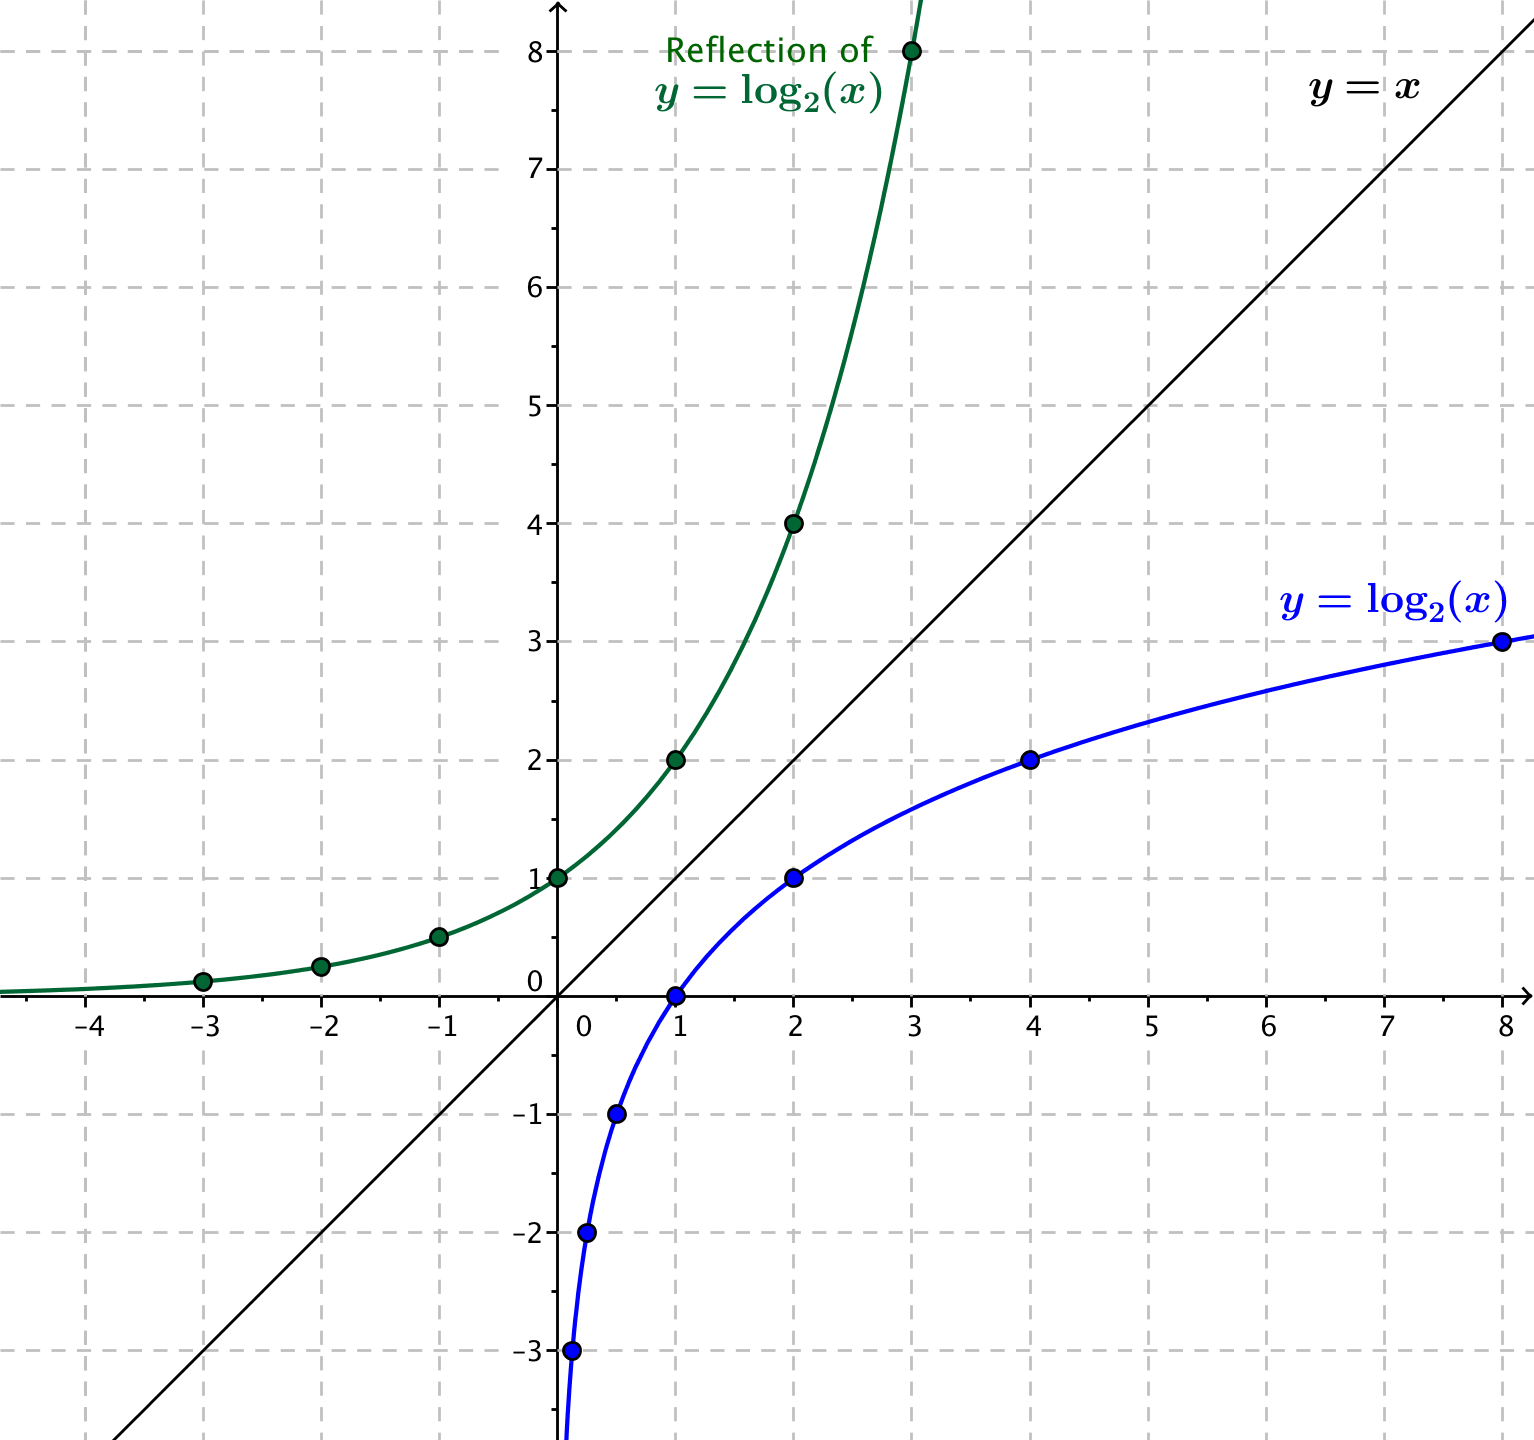 Reflection of
y = log₂(x)
y = x
y = log₂(x)
8
7
6
5
4
3
2
1
0
-4 -3 -2 -1 0 1 2 3 4 5 6 7 8
-1
-2
-3